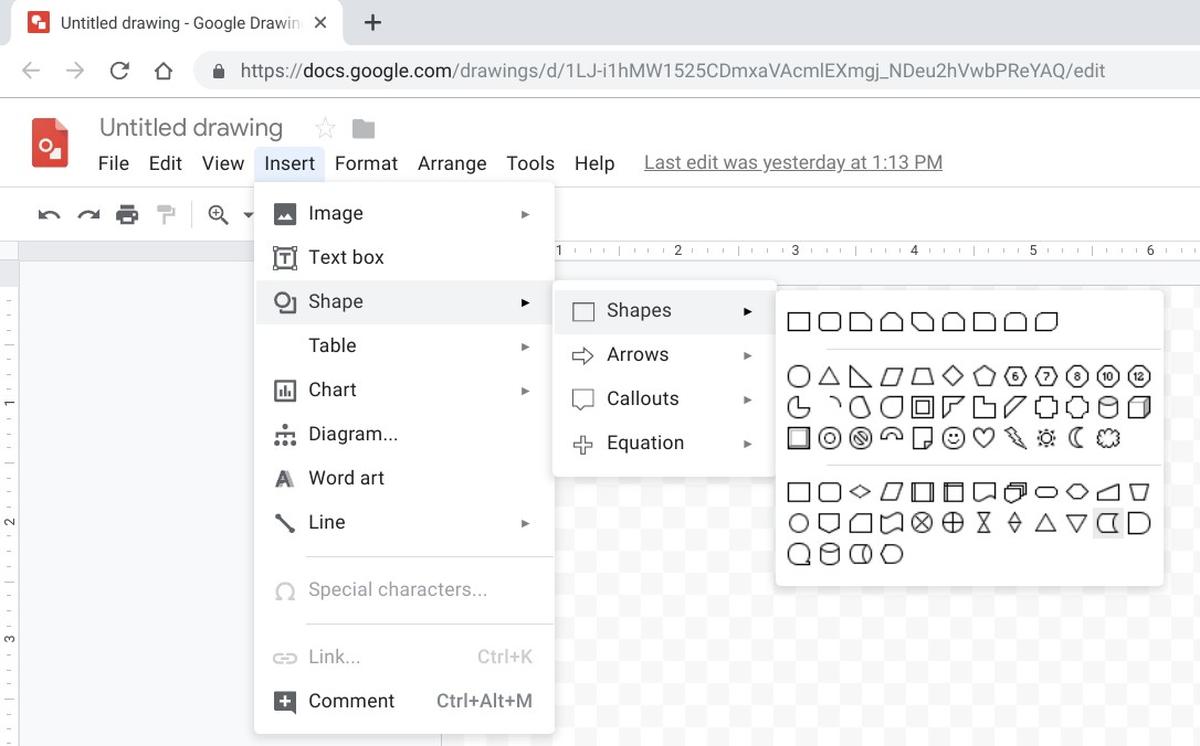 Untitled drawing - Google Drawin
https://docs.google.com/drawings/d/1LJ-i1hMW1525CDmxaVAcmlEXmgj_NDeu2hVwbPReYAQ/edit
Untitled drawing
File Edit View Insert Format Arrange Tools Help Last edit was yesterday at 1:13 PM
Image
1 2 3 4 5 6
Text box
Shape
Shapes
Table
Arrows
6 7 8 10 12
Chart
Callouts
1
Diagram...
Equation
Word art
Line
2
Special characters...
3
Link... Ctrl+K
Comment Ctrl+Alt+M